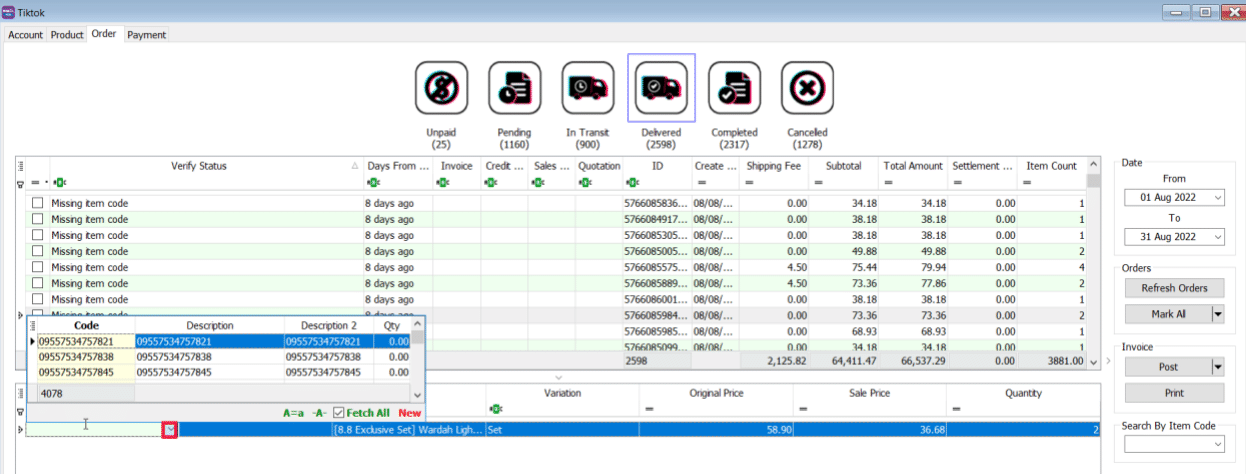 Tiktok
Account Product Order Payment
Unpaid (25)
Pending (1160)
In Transit (900)
Delivered (2598)
Completed (2317)
Cancelled (1278)
Verify Status Days From ... Invoice Credit ... Sales ... Quotation ID Create ... Shipping Fee Subtotal Total Amount Settlement ... Item Count
Missing item code 8 days ago 5766085836... 08/08/... 0.00 34.18 34.18 0.00 1
Missing item code 8 days ago 5766084917... 08/08/... 0.00 38.18 38.18 0.00 1
Missing item code 8 days ago 5766085305... 08/08/... 0.00 38.18 38.18 0.00 1
Missing item code 8 days ago 5766085005... 08/08/... 0.00 49.88 49.88 0.00 2
Missing item code 8 days ago 5766085575... 08/08/... 4.50 75.44 79.94 0.00 4
Missing item code 8 days ago 5766085889... 08/08/... 4.50 73.36 77.86 0.00 2
Missing item code 8 days ago 5766086001... 08/08/... 0.00 38.18 38.18 0.00 1
5766085984... 08/08/... 0.00 73.36 73.36 0.00 2
5766085985... 08/08/... 0.00 68.93 68.93 0.00 1
5766085099... 08/08/... 0.00 34.18 34.18 0.00 1
2598 2,125.82 64,411.47 66,537.29 0.00 3881.00
Code Description Description 2 Qty
09557534757821 09557534757821 09557534757821 0.00
09557534757838 09557534757838 09557534757838 0.00
09557534757845 09557534757845 09557534757845 0.00
4078
A=a -A- Fetch All New
Variation Original Price Sale Price Quantity
[8.8 Exclusive Set] Wardah Ligh... Set 58.90 36.68 2
Date
From
01 Aug 2022
To
31 Aug 2022
Orders
Refresh Orders
Mark All
Invoice
Post
Print
Search By Item Code